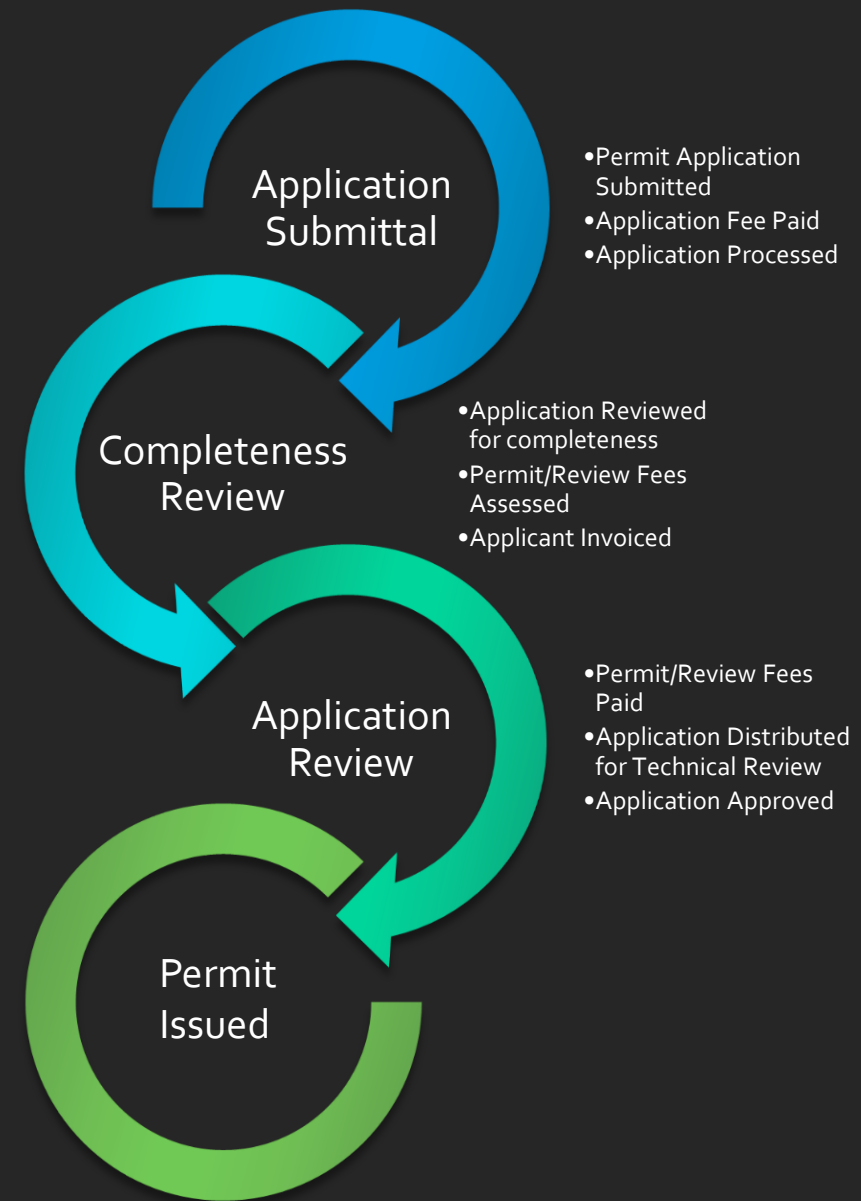 Application
Submittal
•Permit Application
Submitted
•Application Fee Paid
•Application Processed
Completeness
Review
•Application Reviewed
for completeness
•Permit/Review Fees
Assessed
•Applicant Invoiced
Application
Review
•Permit/Review Fees
Paid
•Application Distributed
for Technical Review
•Application Approved
Permit
Issued